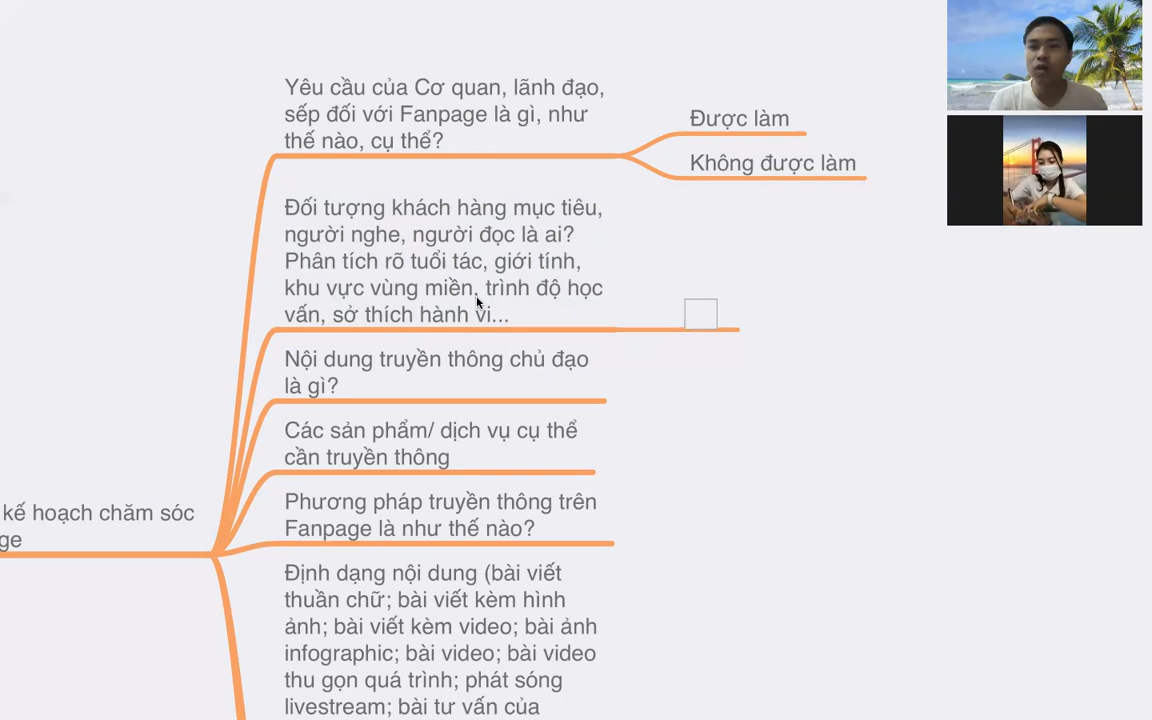 Yêu cầu của Cơ quan, lãnh đạo,
sếp đối với Fanpage là gì, như
thế nào, cụ thể?
Được làm
Không được làm
Đối tượng khách hàng mục tiêu,
người nghe, người đọc là ai?
Phân tích rõ tuổi tác, giới tính,
khu vực vùng miền, trình độ học
vấn, sở thích hành vi...
Nội dung truyền thông chủ đạo
là gì?
Các sản phẩm/ dịch vụ cụ thể
cần truyền thông
kế hoạch chăm sóc
ge
Phương pháp truyền thông trên
Fanpage là như thế nào?
Định dạng nội dung (bài viết
thuần chữ; bài viết kèm hình
ảnh; bài viết kèm video; bài ảnh
infographic; bài video; bài video
thu gọn quá trình; phát sóng
livestream; bài tư vấn của